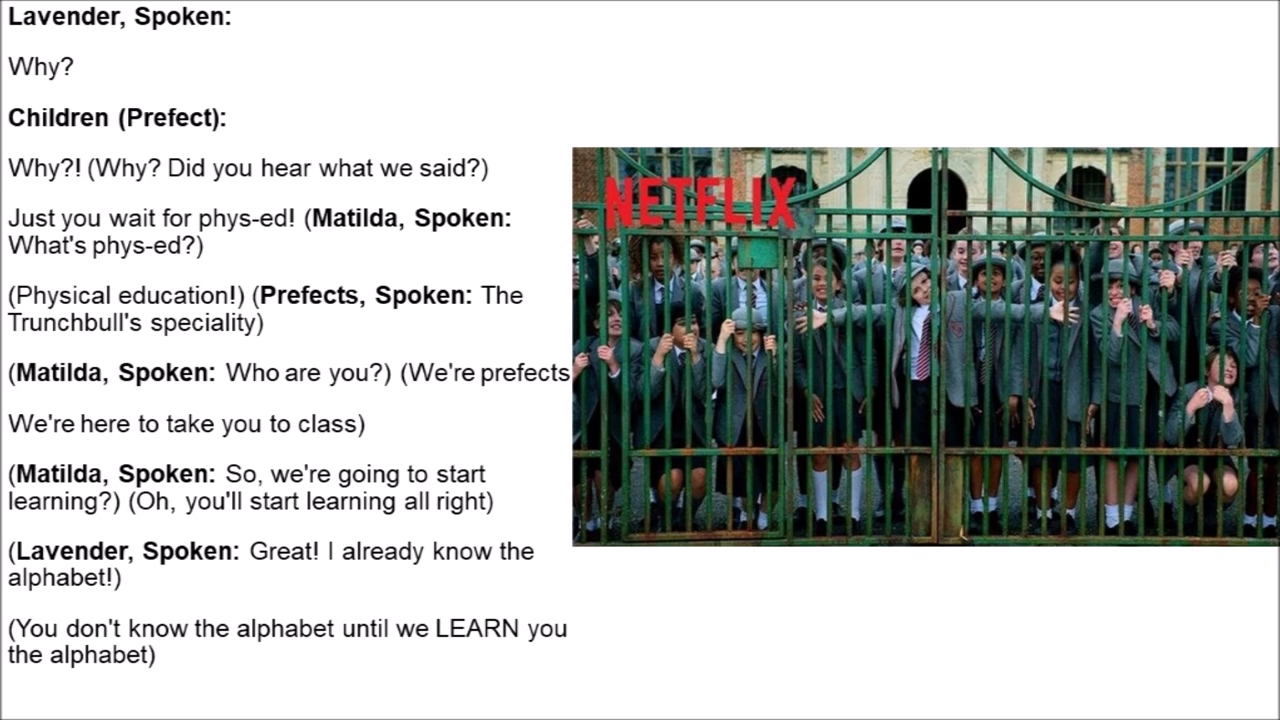 Lavender, Spoken:
Why?
Children (Prefect):
Why?! (Why? Did you hear what we said?)
Just you wait for phys-ed! (Matilda, Spoken:
What's phys-ed?)
(Physical education!) (Prefects, Spoken: The
Trunchbull's speciality)
(Matilda, Spoken: Who are you?) (We're prefects
We're here to take you to class)
(Matilda, Spoken: So, we're going to start
learning?) (Oh, you'll start learning all right)
(Lavender, Spoken: Great! I already know the
alphabet!)
(You don't know the alphabet until we LEARN you
the alphabet)
NETFLIX